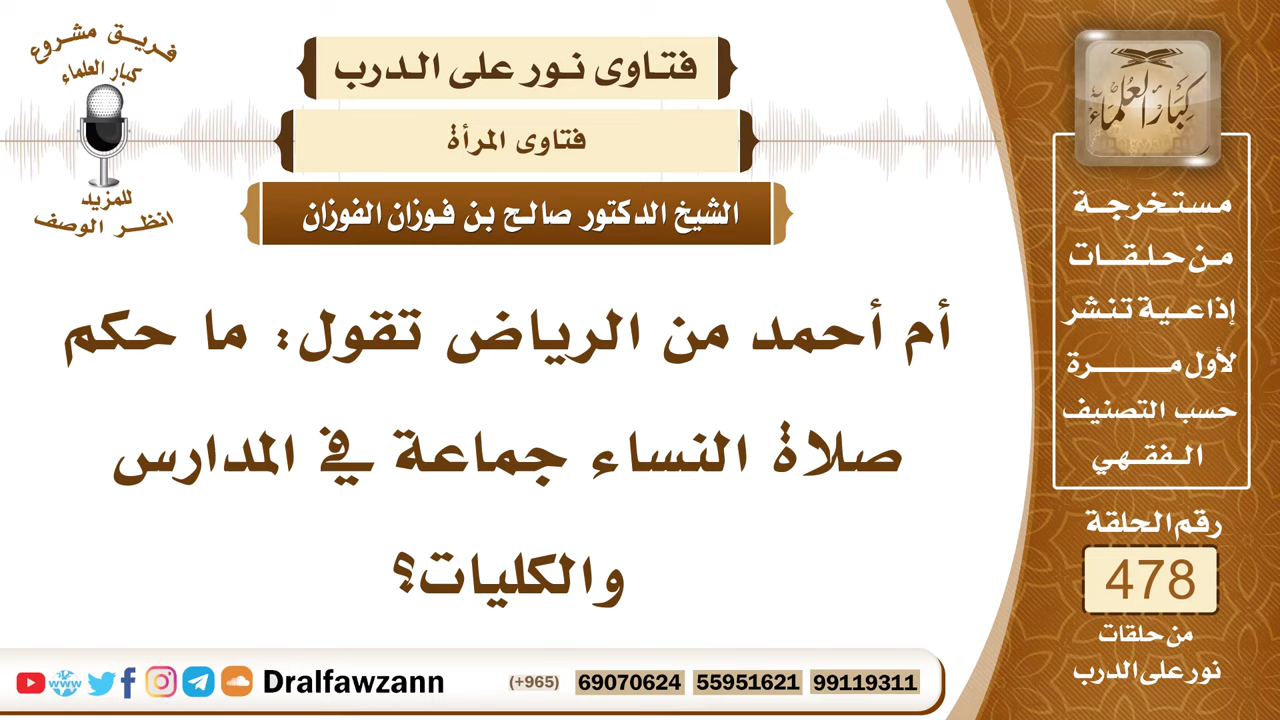 فريق مشروع
كبار العلماء
للمزيد
انظر الوصف
فتاوى نور على الدرب
فتاوى المرأة
الشيخ الدكتور صالح بن فوزان الفوزان
أم أحمد من الرياض تقول: ما حكم
صلاة النساء جماعة في المدارس
والكليات؟
كبار العلماء
مستخرجة
من حلقات
إذاعية تنشر
لأول مرة
حسب التصنيف
الفقهي
رقم الحلقة
478
من حلقات
نور على الدرب
www Dralfawzann (+965) 69070624 55951621 99119311